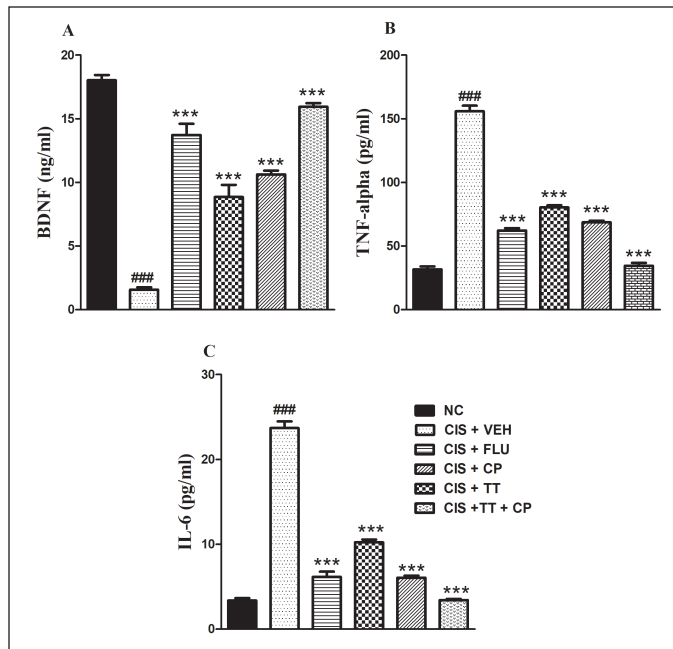 A
BDNF (ng/ml)
20
15
10
5
0
###
***
***
***
***
B
TNF-alpha (pg/ml)
200
150
100
50
0
###
***
***
***
***
C
IL-6 (pg/ml)
30
20
10
0
###
***
***
***
***
NC
CIS + VEH
CIS + FLU
CIS + CP
CIS + TT
CIS +TT + CP